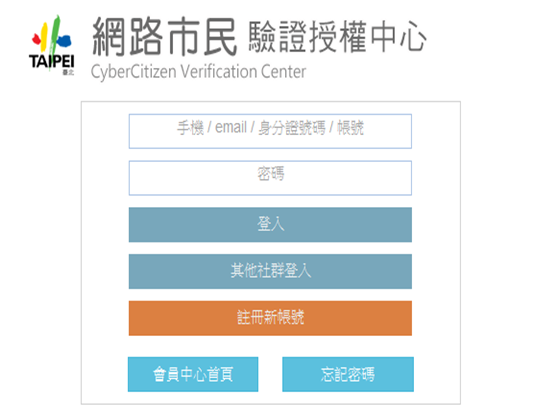 TAIPEI
臺北
網路市民 驗證授權中心
CyberCitizen Verification Center
手機 / email / 身分證號碼 / 帳號
密碼
登入
其他社群登入
註冊新帳號
會員中心首頁 忘記密碼